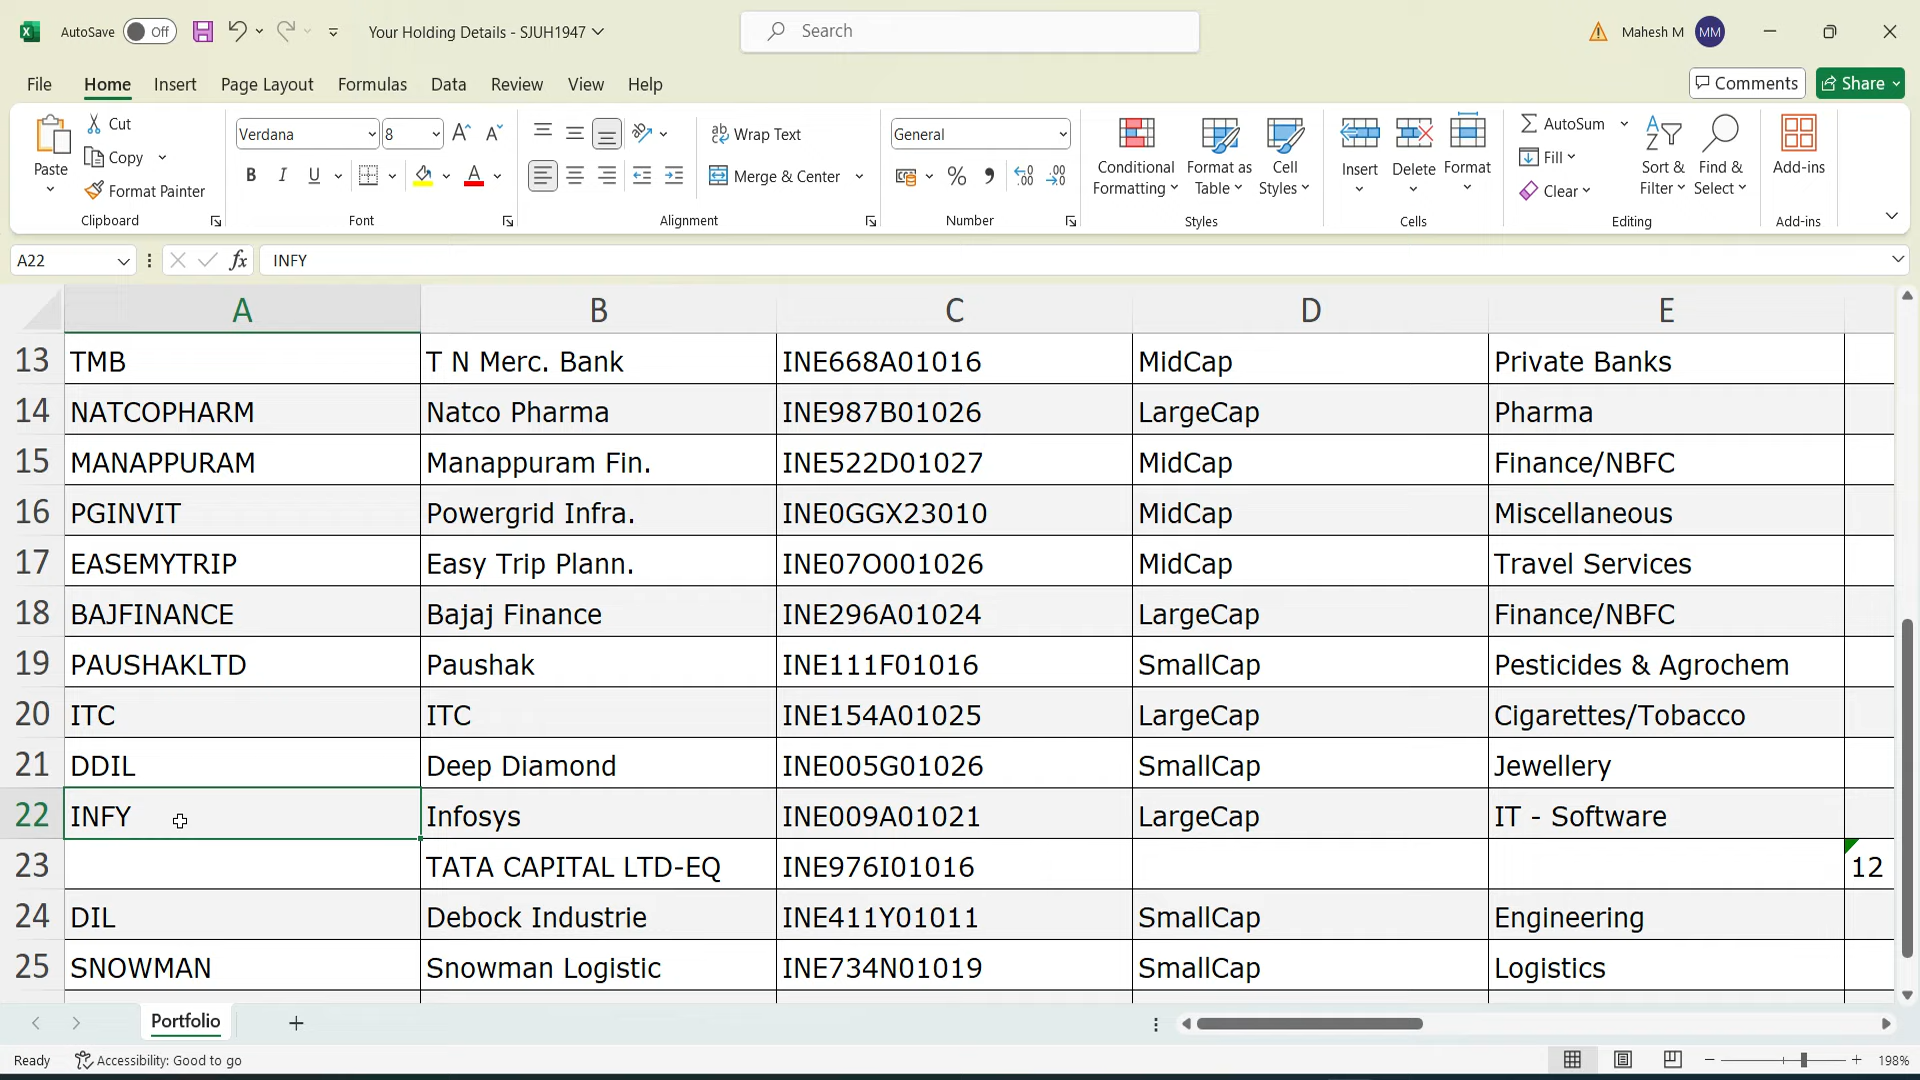 AutoSave Off Your Holding Details - SJUH1947 Search Mahesh M MM
File Home Insert Page Layout Formulas Data Review View Help Comments Share
Paste Cut Copy Format Painter Clipboard
Verdana 8 B I U A A Font
Wrap Text Merge & Center Alignment
General % Number
Conditional Formatting Format as Table Cell Styles Styles
Insert Delete Format Cells
AutoSum Fill Clear Sort & Filter Find & Select Editing
Add-ins Add-ins
A22 fx INFY
A B C D E
13 TMB T N Merc. Bank INE668A01016 MidCap Private Banks
14 NATCOPHARM Natco Pharma INE987B01026 LargeCap Pharma
15 MANAPPURAM Manappuram Fin. INE522D01027 MidCap Finance/NBFC
16 PGINVIT Powergrid Infra. INE0GGX23010 MidCap Miscellaneous
17 EASEMYTRIP Easy Trip Plann. INE07O001026 MidCap Travel Services
18 BAJFINANCE Bajaj Finance INE296A01024 LargeCap Finance/NBFC
19 PAUSHAKLTD Paushak INE111F01016 SmallCap Pesticides & Agrochem
20 ITC ITC INE154A01025 LargeCap Cigarettes/Tobacco
21 DDIL Deep Diamond INE005G01026 SmallCap Jewellery
22 INFY Infosys INE009A01021 LargeCap IT - Software
23 TATA CAPITAL LTD-EQ INE976I01016 12
24 DIL Debock Industrie INE411Y01011 SmallCap Engineering
25 SNOWMAN Snowman Logistic INE734N01019 SmallCap Logistics
Portfolio
Ready Accessibility: Good to go 198%